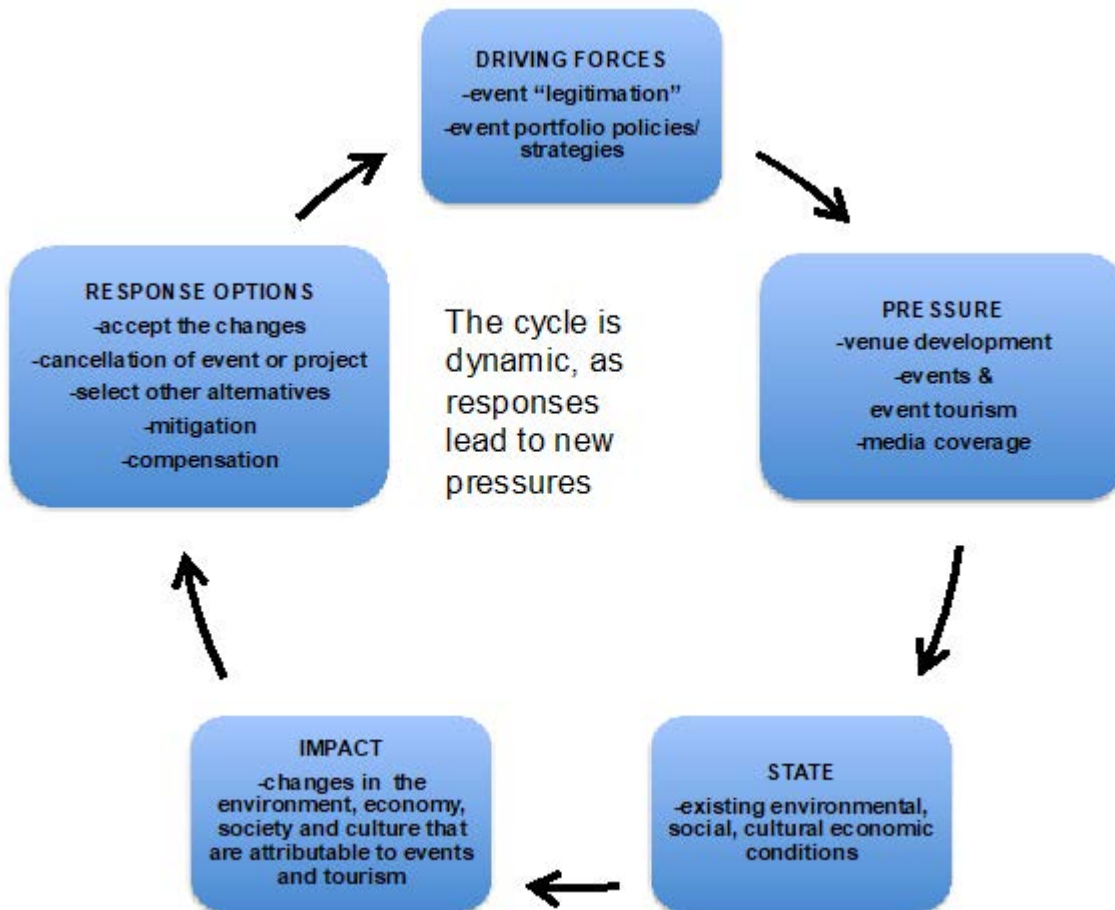 DRIVING FORCES
-event “legitimation”
-event portfolio policies/
strategies
PRESSURE
-venue development
-events &
event tourism
-media coverage
STATE
-existing environmental,
social, cultural economic
conditions
IMPACT
-changes in the
environment, economy,
society and culture that
are attributable to events
and tourism
RESPONSE OPTIONS
-accept the changes
-cancellation of event or project
-select other alternatives
-mitigation
-compensation
The cycle is
dynamic, as
responses
lead to new
pressures